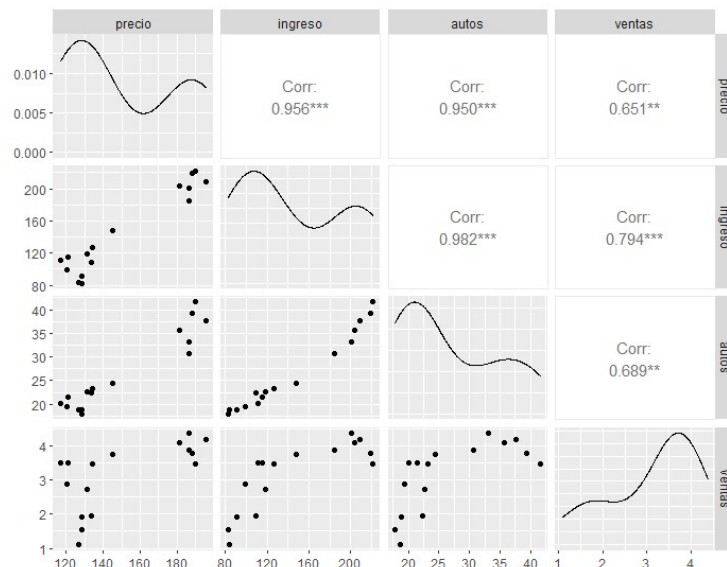 precio ingreso autos ventas
0.010
0.005
0.000
Corr:
0.956***
Corr:
0.950***
Corr:
0.651**
precio
200
160
120
80
Corr:
0.982***
Corr:
0.794***
ingreso
40
35
30
25
20
Corr:
0.689**
autos
4
3
2
1
ventas
120 140 160 180 80 120 160 200 20 25 30 35 40 1 2 3 4